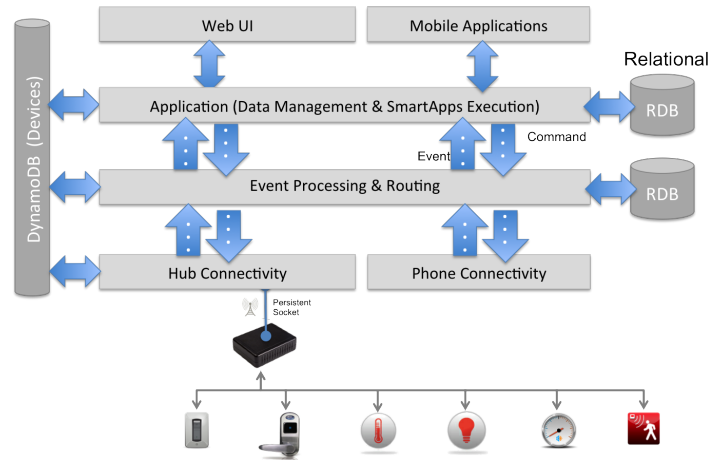 Web UI
Mobile Applications
Relational
DynamoDB (Devices)
Application (Data Management & SmartApps Execution)
RDB
Event
Command
Event Processing & Routing
RDB
Hub Connectivity
Phone Connectivity
Persistent
Socket